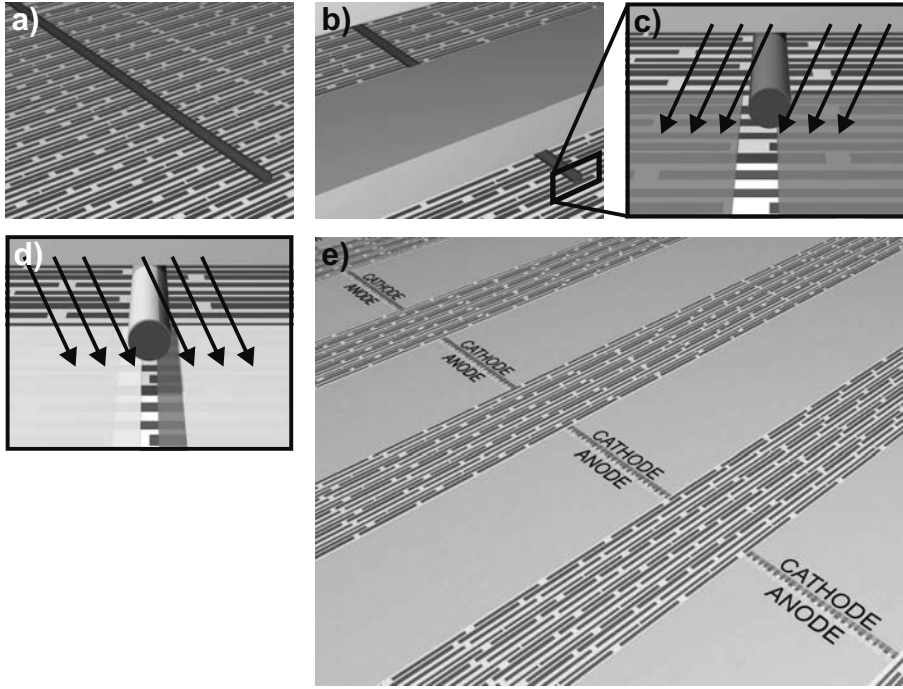 a)
b)
c)
d)
e)
CATHODE
ANODE
CATHODE
ANODE
CATHODE
ANODE
CATHODE
ANODE